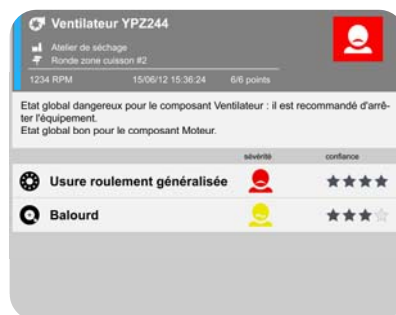 Ventilateur YPZ244
Atelier de séchage
Ronde zone cuisson #2
1234 RPM 15/06/12 15:36:24 6/6 points
Etat global dangereux pour le composant Ventilateur : il est recommandé d'arrê-
ter l'équipement.
Etat global bon pour le composant Moteur.
sévérité confiance
Usure roulement généralisée
Balourd